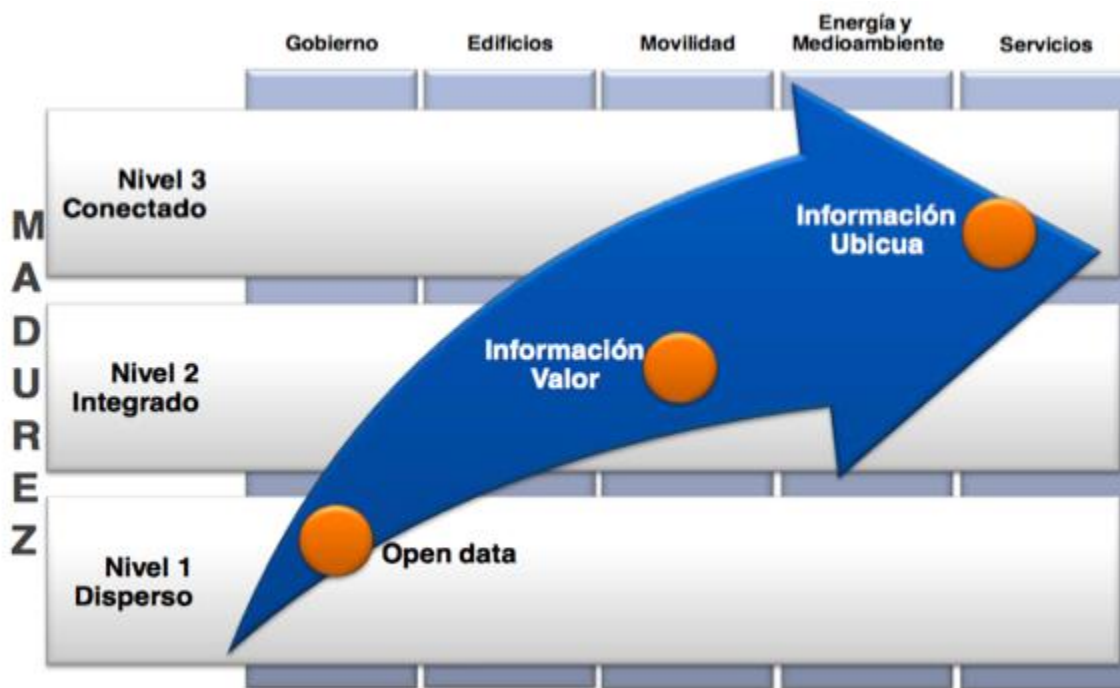 Gobierno
Edificios
Movilidad
Energía y
Medioambiente
Servicios
MADUREZ
Nivel 3
Conectado
Información
Ubicua
Nivel 2
Integrado
Información
Valor
Nivel 1
Disperso
Open data